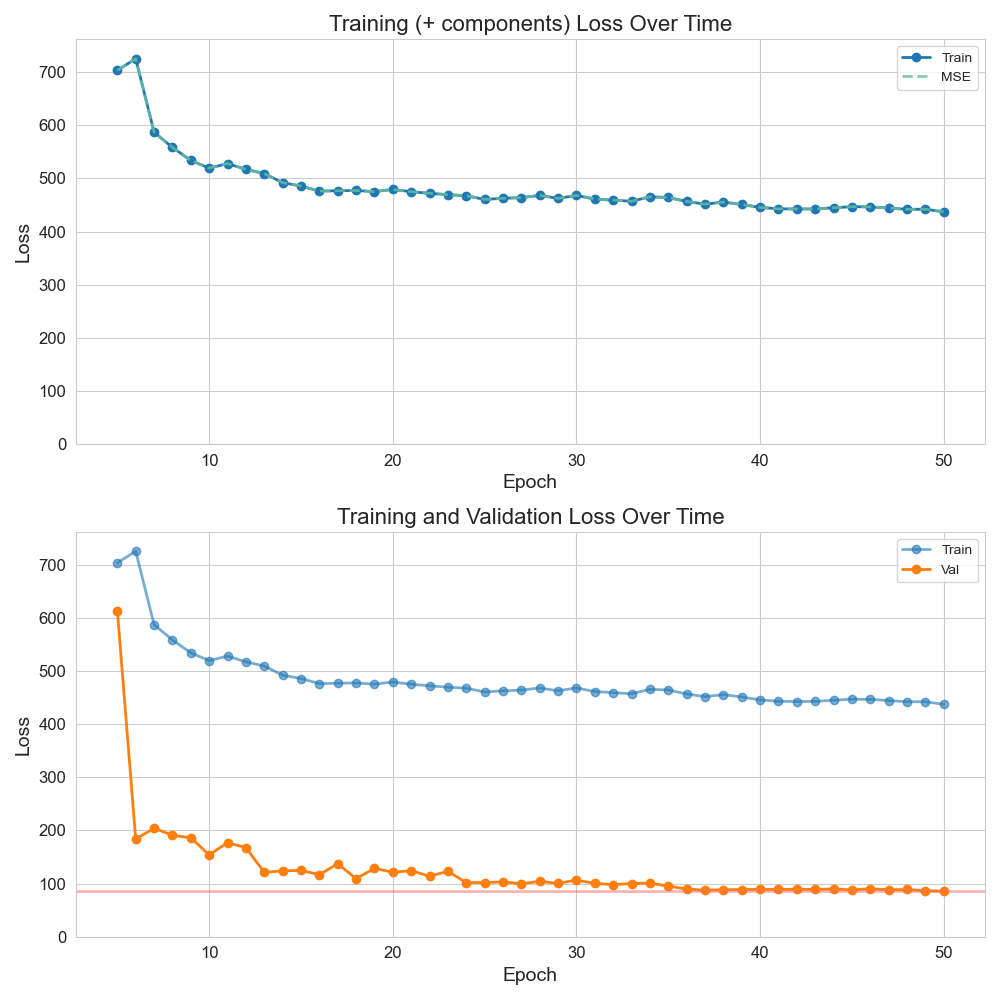 Training (+ components) Loss Over Time
Train
MSE
Loss
700
600
500
400
300
200
100
0
10 20 30 40 50
Epoch
Training and Validation Loss Over Time
Train
Val
Loss
700
600
500
400
300
200
100
0
10 20 30 40 50
Epoch